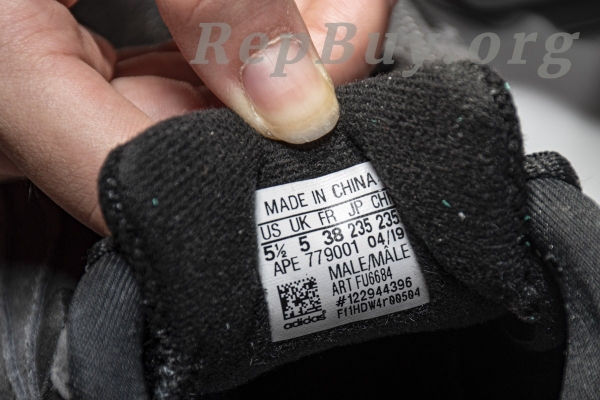 RepBuy.org
MADE IN CHINA
US UK FR JP CHN
5½ 5 38 235 235
APE 779001 04/19
MALE/MÂLE
ART FU6684
#122944396
F11HDW4r00504
adidas